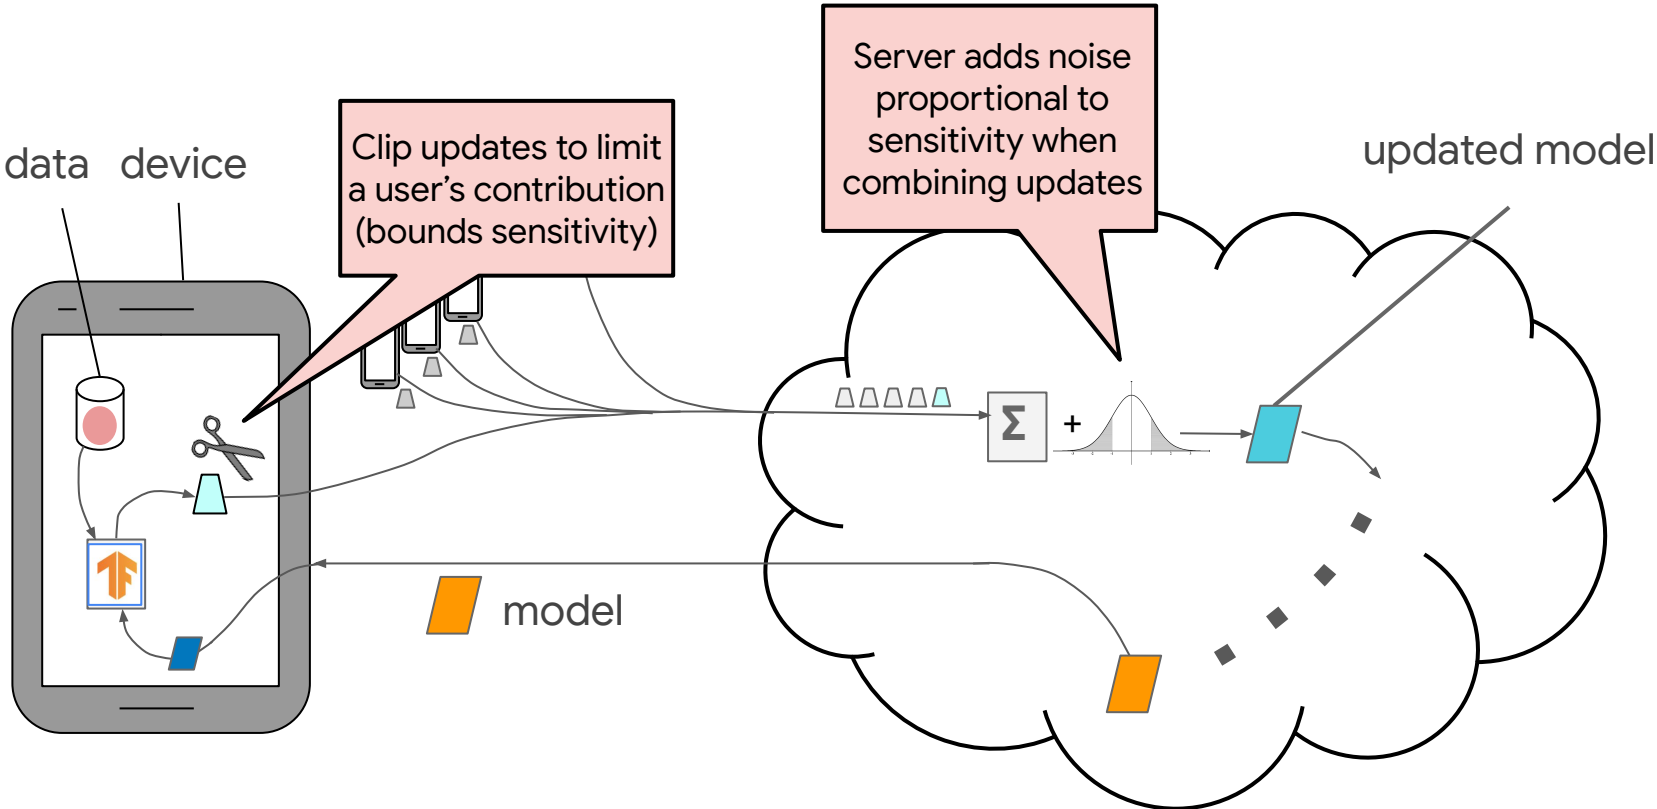 data
device
Clip updates to limit
a user's contribution
(bounds sensitivity)
Server adds noise
proportional to
sensitivity when
combining updates
updated model
Σ
+
model